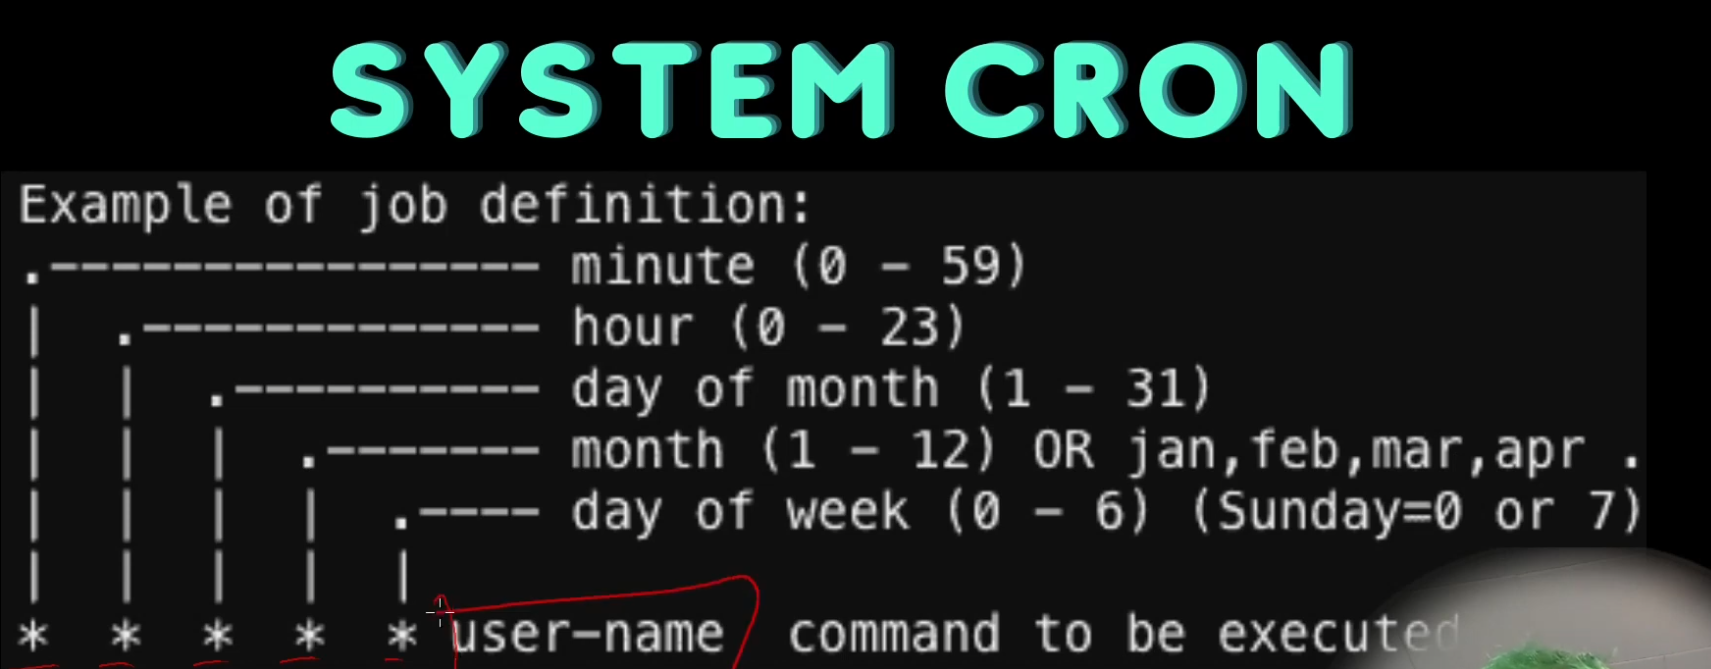 SYSTEM CRON
Example of job definition:
.---------------- minute (0 - 59)
|  .------------- hour (0 - 23)
|  |  .---------- day of month (1 - 31)
|  |  |  .------- month (1 - 12) OR jan,feb,mar,apr .
|  |  |  |  .---- day of week (0 - 6) (Sunday=0 or 7)
|  |  |  |  |
*  *  *  *  * user-name  command to be executed